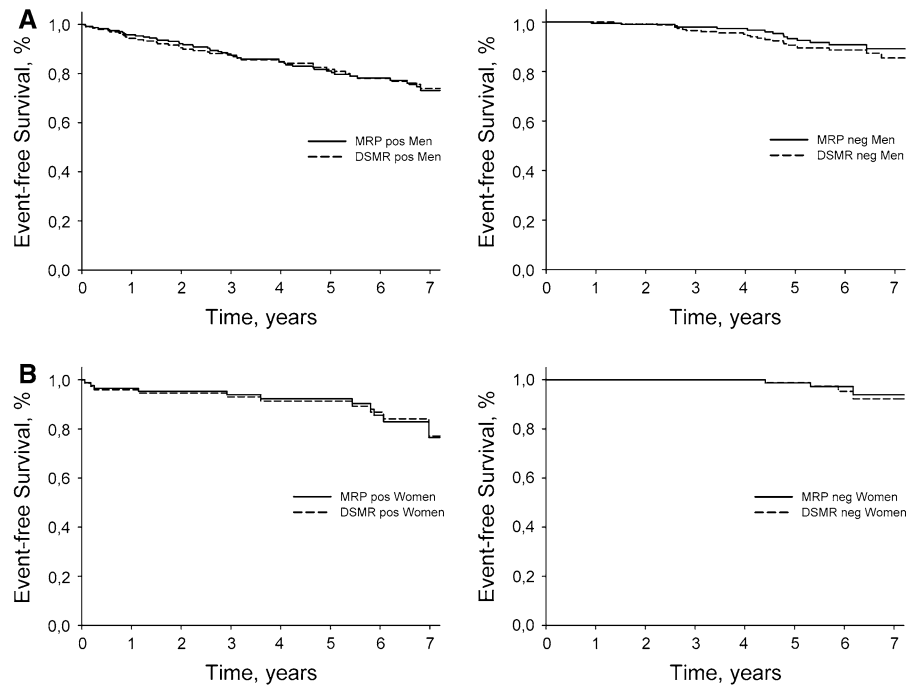 A
Event-free Survival, %
1,0
0,8
0,6
0,4
0,2
0,0
MRP pos Men
DSMR pos Men
0 1 2 3 4 5 6 7
Time, years
Event-free Survival, %
1,0
0,8
0,6
0,4
0,2
0,0
MRP neg Men
DSMR neg Men
0 1 2 3 4 5 6 7
Time, years
B
Event-free Survival, %
1,0
0,8
0,6
0,4
0,2
0,0
MRP pos Women
DSMR pos Women
0 1 2 3 4 5 6 7
Time, years
Event-free Survival, %
1,0
0,8
0,6
0,4
0,2
0,0
MRP neg Women
DSMR neg Women
0 1 2 3 4 5 6 7
Time, years